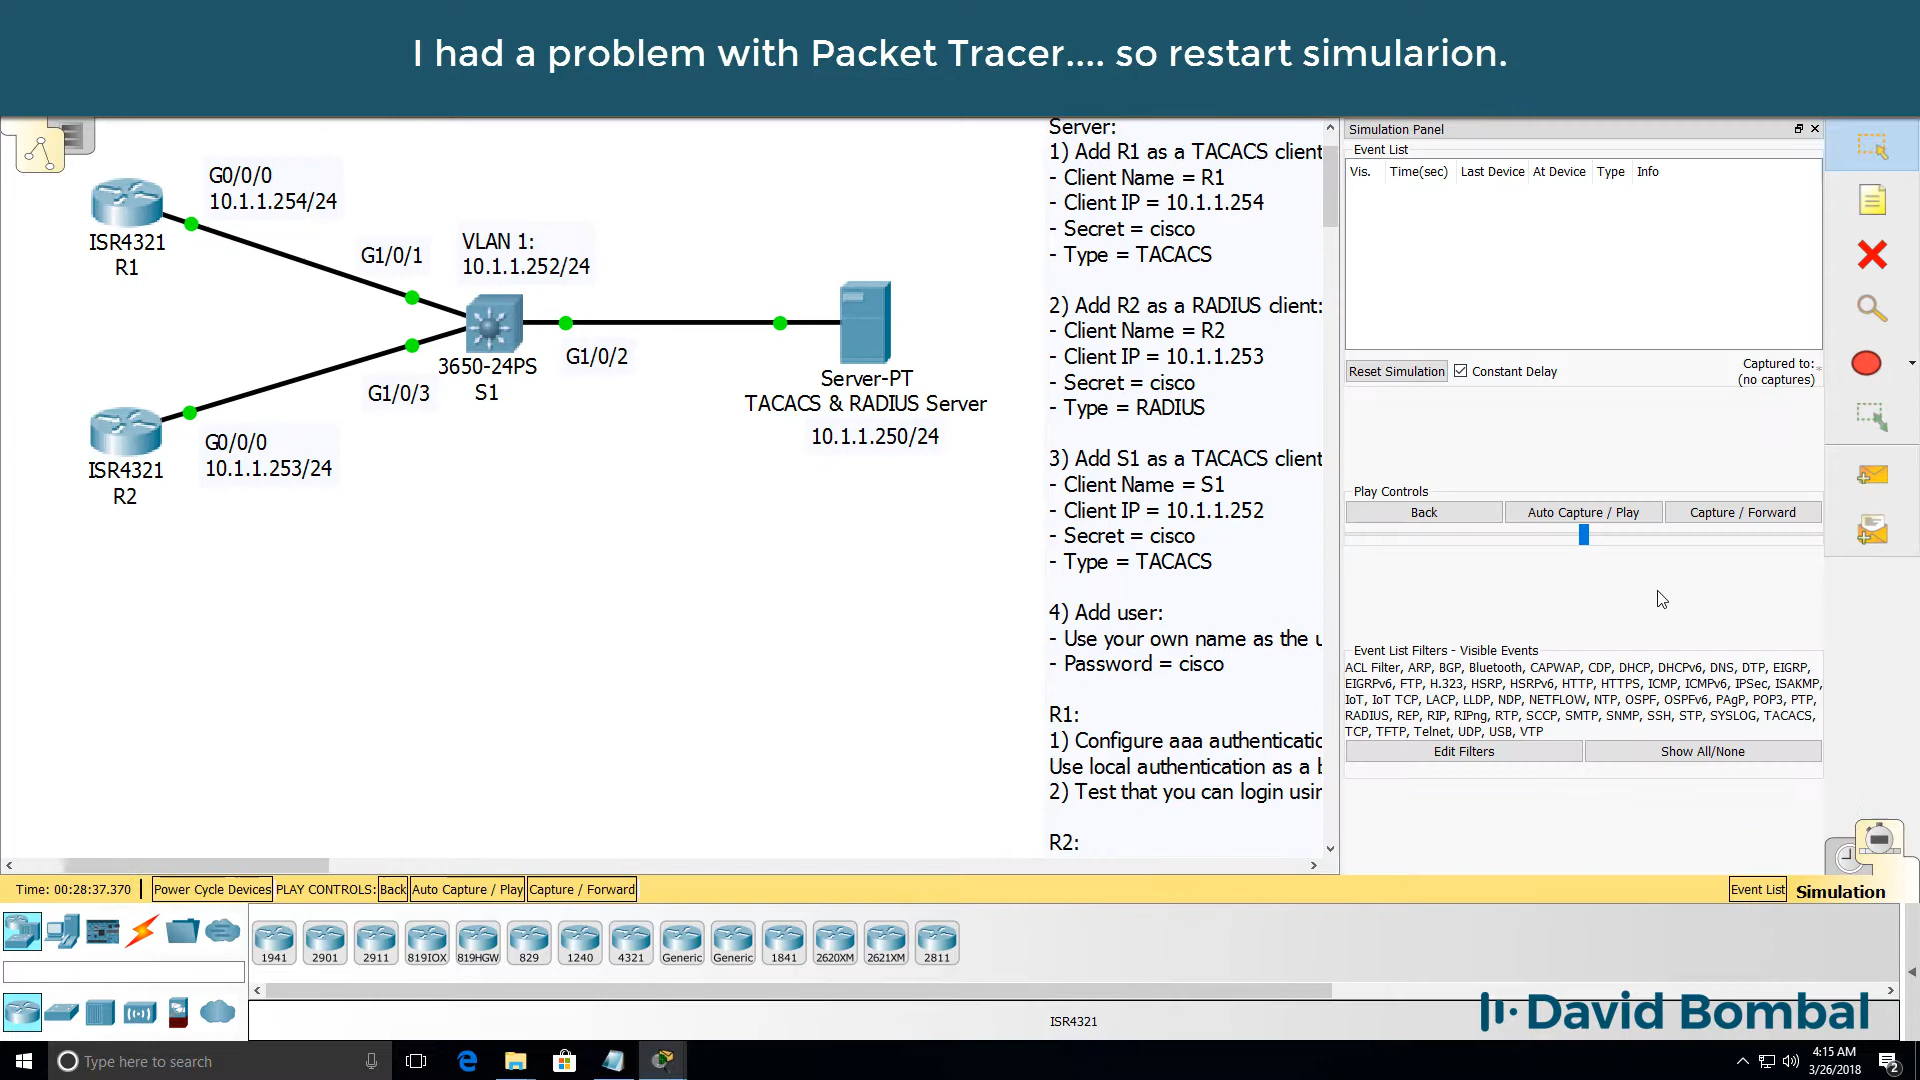 I had a problem with Packet Tracer.... so restart simularion.
G0/0/0
10.1.1.254/24
ISR4321
R1
G1/0/1
VLAN 1:
10.1.1.252/24
3650-24PS
S1
G1/0/2
G1/0/3
Server-PT
TACACS & RADIUS Server
10.1.1.250/24
G0/0/0
10.1.1.253/24
ISR4321
R2
Server:
1) Add R1 as a TACACS client
- Client Name = R1
- Client IP = 10.1.1.254
- Secret = cisco
- Type = TACACS
2) Add R2 as a RADIUS client:
- Client Name = R2
- Client IP = 10.1.1.253
- Secret = cisco
- Type = RADIUS
3) Add S1 as a TACACS client
- Client Name = S1
- Client IP = 10.1.1.252
- Secret = cisco
- Type = TACACS
4) Add user:
- Use your own name as the u
- Password = cisco
R1:
1) Configure aaa authenticatio
Use local authentication as a b
2) Test that you can login usin
R2:
Simulation Panel
Event List
Vis. Time(sec) Last Device At Device Type Info
Reset Simulation Constant Delay
Captured to:
(no captures)
Play Controls
Back Auto Capture / Play Capture / Forward
Event List Filters - Visible Events
ACL Filter, ARP, BGP, Bluetooth, CAPWAP, CDP, DHCP, DHCPv6, DNS, DTP, EIGRP,
EIGRPv6, FTP, H.323, HSRP, HSRPv6, HTTP, HTTPS, ICMP, ICMPv6, IPSec, ISAKMP,
IoT, IoT TCP, LACP, LLDP, NDP, NETFLOW, NTP, OSPF, OSPFv6, PAgP, POP3, PTP,
RADIUS, REP, RIP, RIPng, RTP, SCCP, SMTP, SNMP, SSH, STP, SYSLOG, TACACS,
TCP, TFTP, Telnet, UDP, USB, VTP
Edit Filters Show All/None
Time: 00:28:37.370 Power Cycle Devices PLAY CONTROLS: Back Auto Capture / Play Capture / Forward Event List Simulation
1941 2901 2911 819IOX 819HGW 829 1240 4321 Generic Generic 1841 2620XM 2621XM 2811
ISR4321
David Bombal
Type here to search
4:15 AM
3/26/2018
2